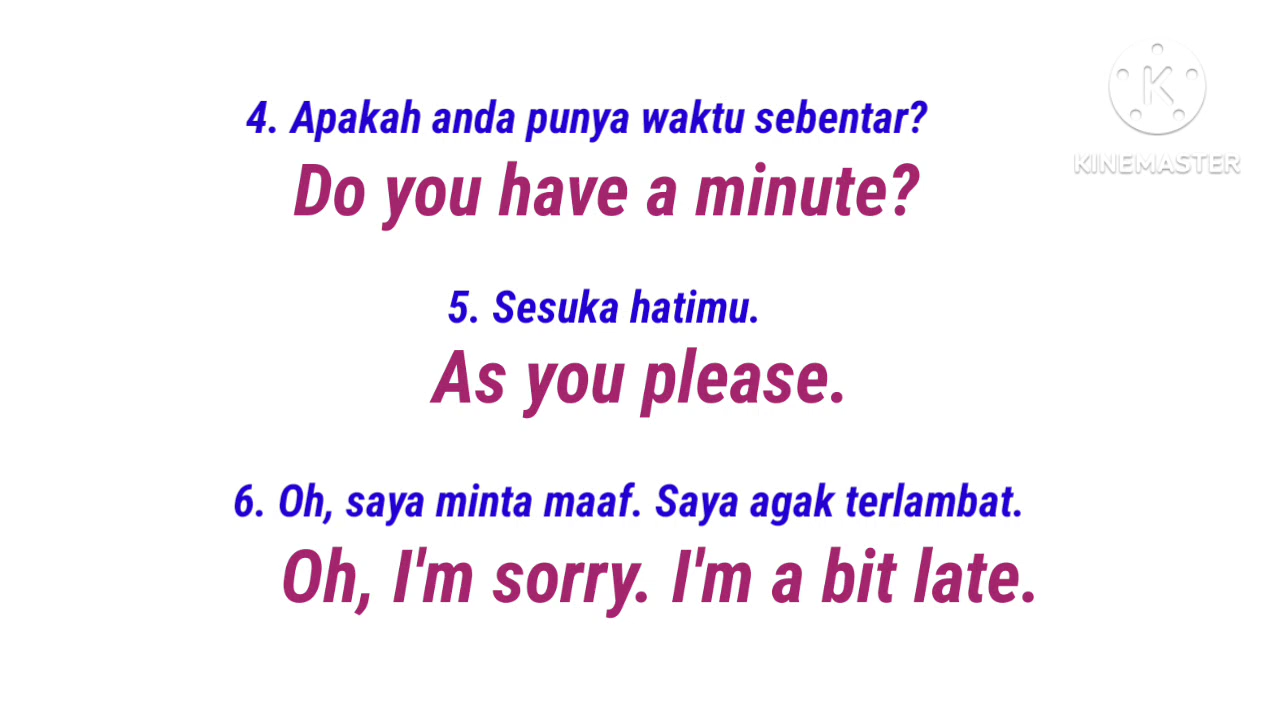 4. Apakah anda punya waktu sebentar?
Do you have a minute?
5. Sesuka hatimu.
As you please.
6. Oh, saya minta maaf. Saya agak terlambat.
Oh, I'm sorry. I'm a bit late.
K
KINEMASTER